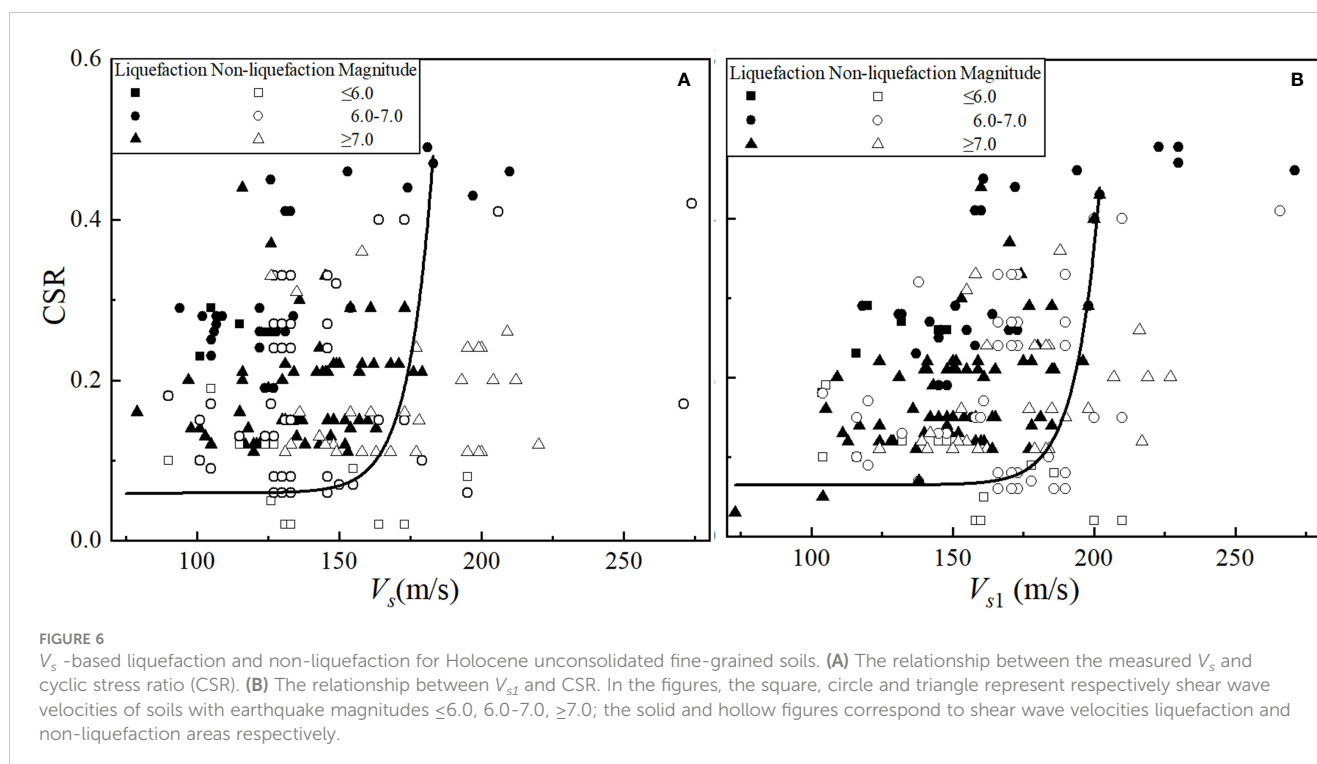 0.6
Liquefaction Non-liquefaction Magnitude
≤6.0
6.0-7.0
≥7.0
A
0.4
0.2
0.0
CSR
100 150 200 250
Vs(m/s)
Liquefaction Non-liquefaction Magnitude
≤6.0
6.0-7.0
≥7.0
B
100 150 200 250
Vs1 (m/s)
FIGURE 6
Vs -based liquefaction and non-liquefaction for Holocene unconsolidated fine-grained soils. (A) The relationship between the measured Vs and
cyclic stress ratio (CSR). (B) The relationship between Vs1 and CSR. In the figures, the square, circle and triangle represent respectively shear wave
velocities of soils with earthquake magnitudes ≤6.0, 6.0-7.0, ≥7.0; the solid and hollow figures correspond to shear wave velocities liquefaction and
non-liquefaction areas respectively.